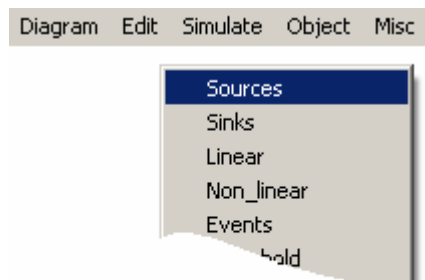 Diagram Edit Simulate Object Misc
Sources
Sinks
Linear
Non_linear
Events